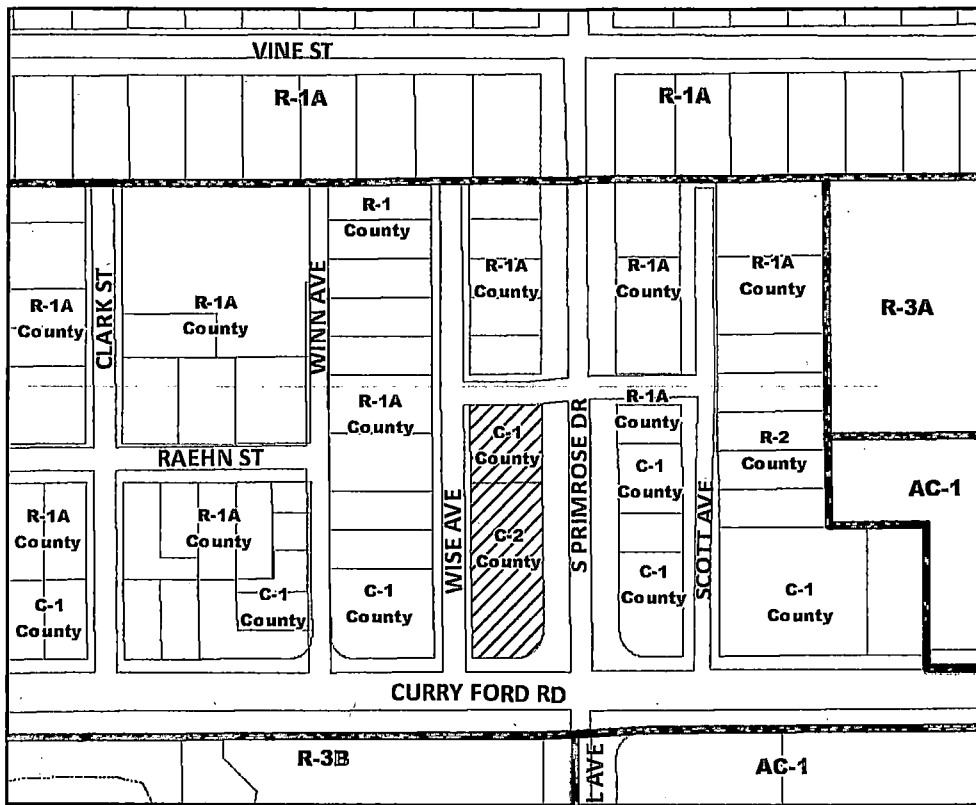 VINE ST
R-1A
R-1A
R-1
County
R-1A
County
R-1A
County
R-1A
County
R-1A
County
R-1A
County
R-3A
CLARK ST
WINN AVE
R-1A
County
R-1A
County
C-1
County
R-2
County
RAEHN ST
S PRIMROSE DR
C-1
County
AC-1
R-1A
County
R-1A
County
WISE AVE
C-2
County
SCOTT AVE
C-1
County
C-1
County
C-1
County
C-1
County
C-1
County
CURRY FORD RD
R-3B
L AVE
AC-1